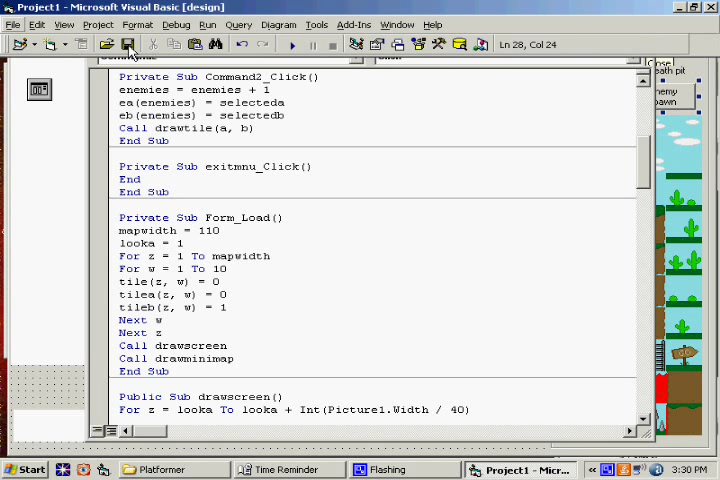 Project1 - Microsoft Visual Basic [design]
File Edit View Project Format Debug Run Query Diagram Tools Add-Ins Window Help
Ln 28, Col 24
Close
eath pit
nemy
pawn
Private Sub Command2_Click()
enemies = enemies + 1
ea(enemies) = selecteda
eb(enemies) = selectedb
Call drawtile(a, b)
End Sub
Private Sub exitmnu_Click()
End
End Sub
Private Sub Form_Load()
mapwidth = 110
looka = 1
For z = 1 To mapwidth
For w = 1 To 10
tile(z, w) = 0
tilea(z, w) = 0
tileb(z, w) = 1
Next w
Next z
Call drawscreen
Call drawminimap
End Sub
Public Sub drawscreen()
For z = looka To looka + Int(Picture1.Width / 40)
Start Platformer Time Reminder Flashing Project1 - Micr... « 3:30 PM